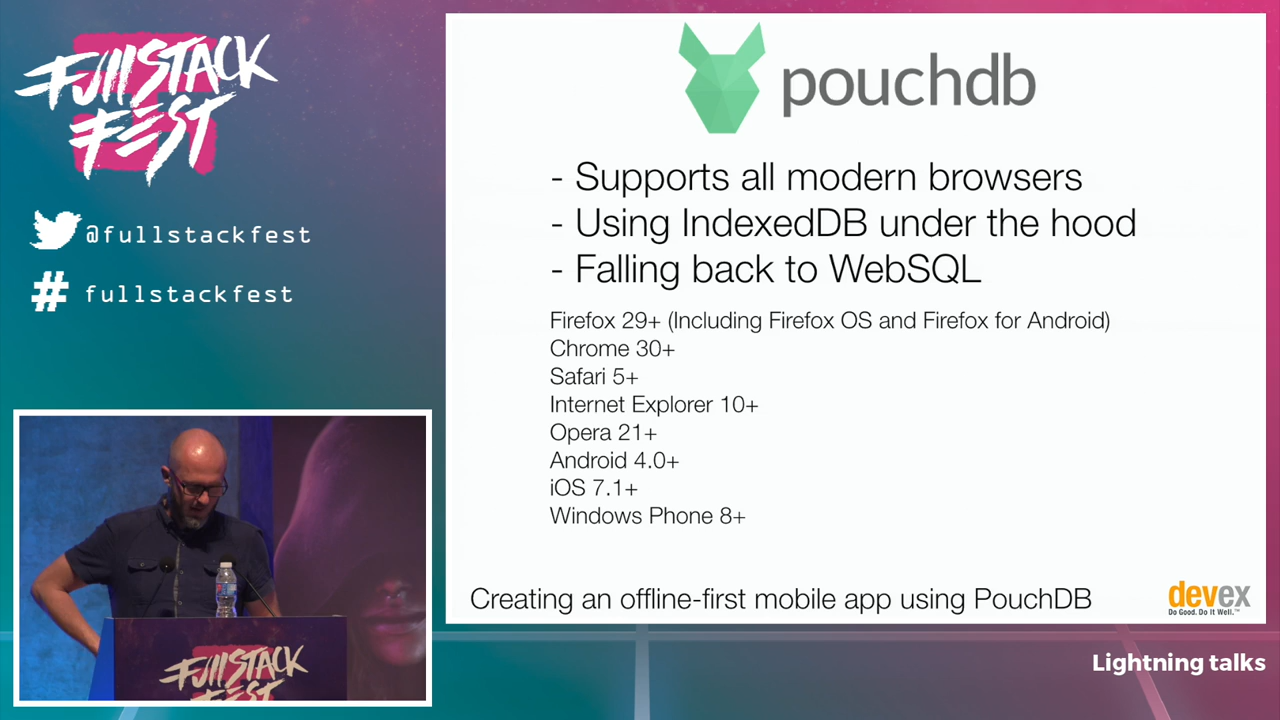 FullStack
Fest
@fullstackfest
# fullstackfest
pouchdb
- Supports all modern browsers
- Using IndexedDB under the hood
- Falling back to WebSQL
Firefox 29+ (Including Firefox OS and Firefox for Android)
Chrome 30+
Safari 5+
Internet Explorer 10+
Opera 21+
Android 4.0+
iOS 7.1+
Windows Phone 8+
Creating an offline-first mobile app using PouchDB
devex
Do Good. Do It Well.™
FullStack
Fest
Lightning talks